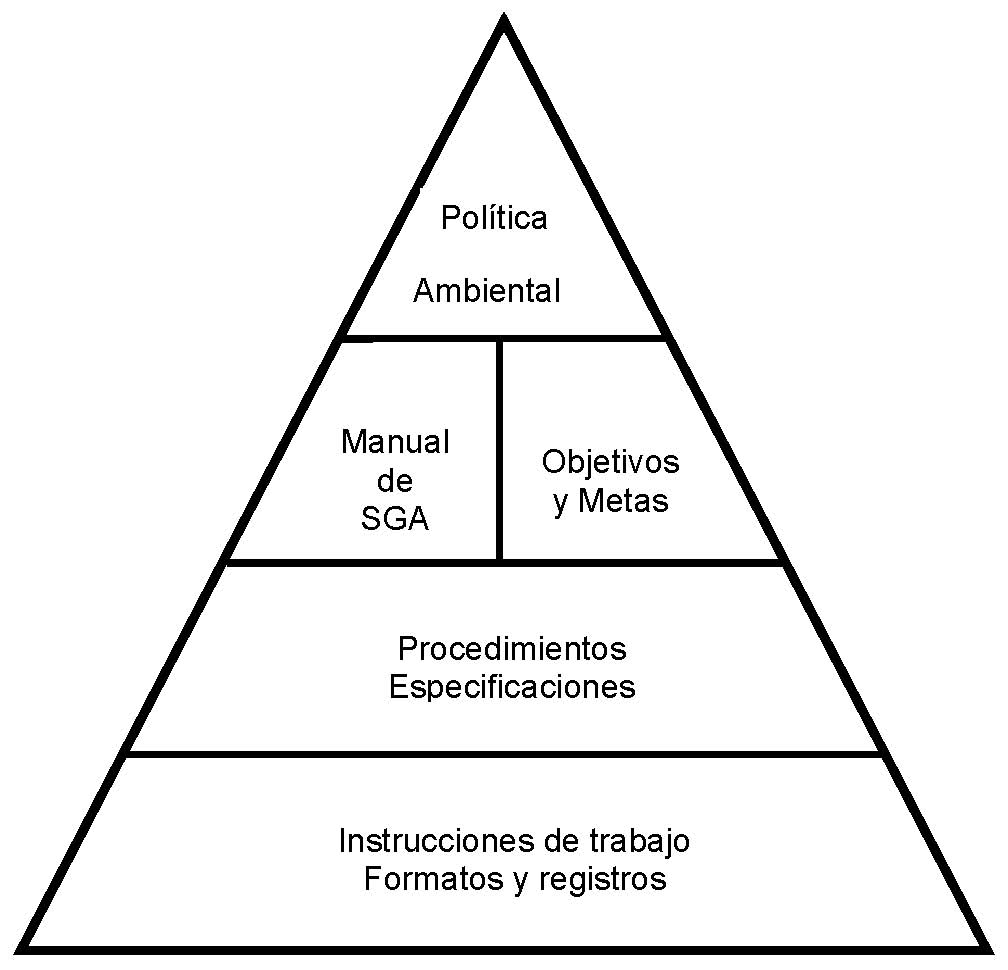 Política
Ambiental
Manual
de
SGA
Objetivos
y Metas
Procedimientos
Especificaciones
Instrucciones de trabajo
Formatos y registros